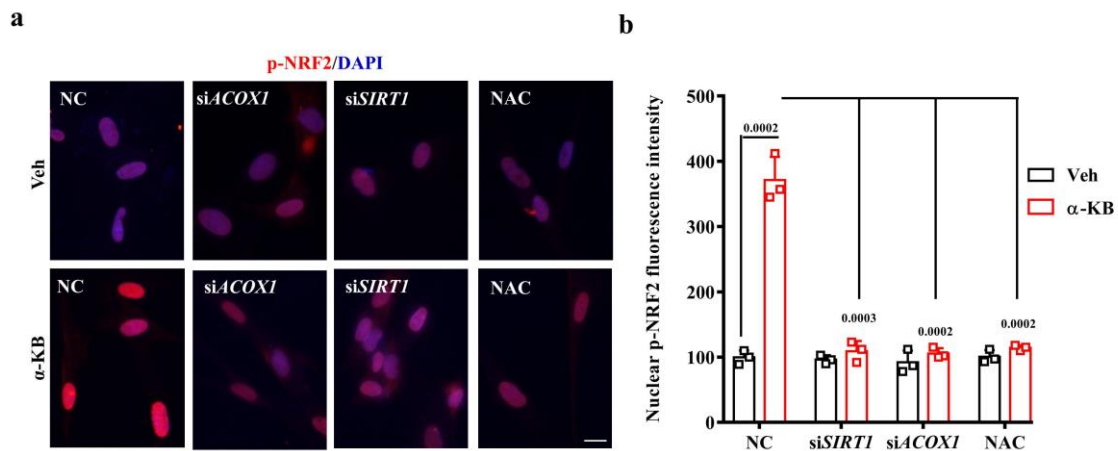 a
p-NRF2/DAPI
NC
siACOX1
siSIRT1
NAC
Veh
NC
siACOX1
siSIRT1
NAC
α-KB
b
Nuclear p-NRF2 fluorescence intensity
500
400
300
200
100
0
0.0002
0.0003
0.0002
0.0002
NC
siSIRT1
siACOX1
NAC
Veh
α-KB